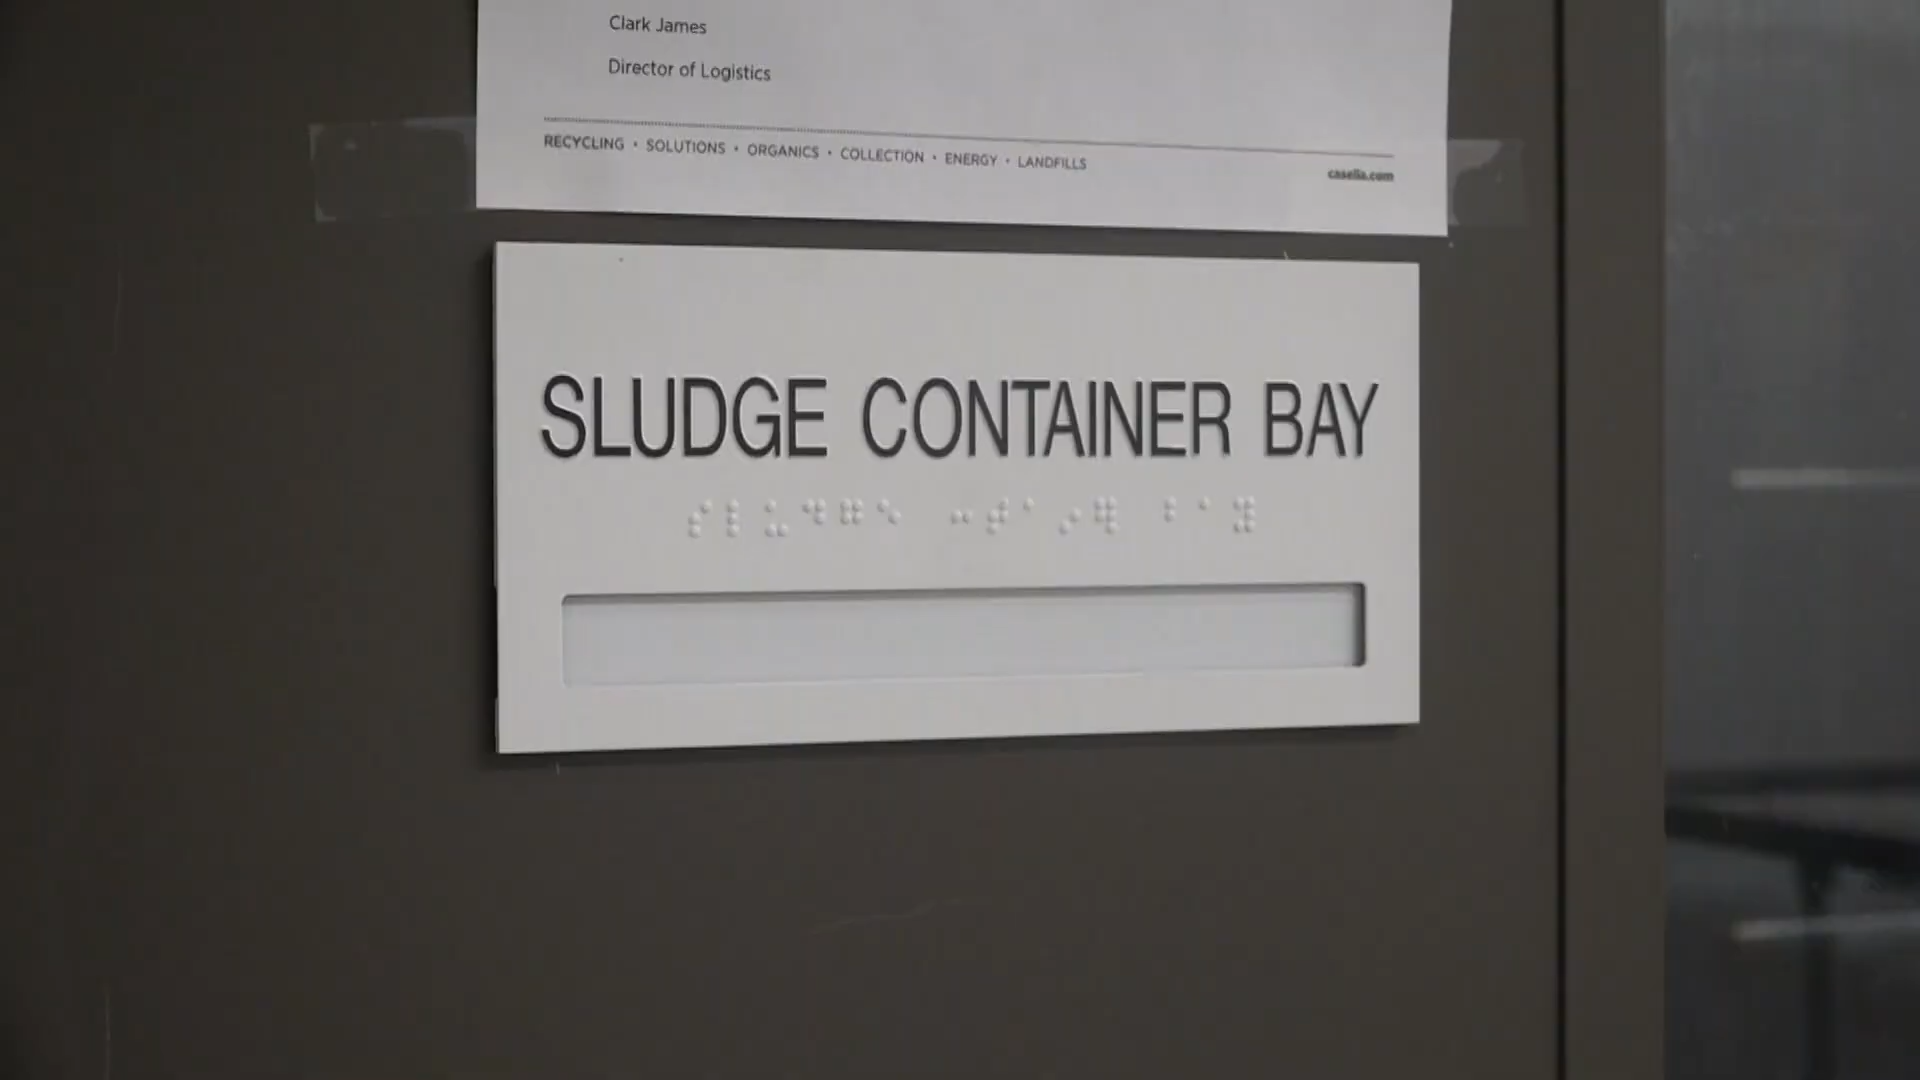 Clark James
Director of Logistics
RECYCLING • SOLUTIONS • ORGANICS • COLLECTION • ENERGY • LANDFILLS
casella.com
SLUDGE CONTAINER BAY